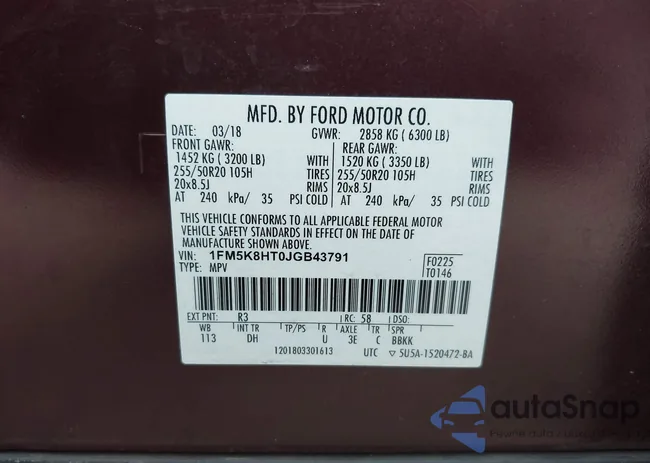 MFD. BY FORD MOTOR CO.
DATE: 03/18 GVWR: 2858 KG ( 6300 LB)
FRONT GAWR: REAR GAWR:
1452 KG ( 3200 LB) WITH 1520 KG ( 3350 LB) WITH
255/50R20 105H TIRES 255/50R20 105H TIRES
20x8.5J RIMS 20x8.5J RIMS
AT 240 kPa/ 35 PSI COLD AT 240 kPa/ 35 PSI COLD
THIS VEHICLE CONFORMS TO ALL APPLICABLE FEDERAL MOTOR
VEHICLE SAFETY STANDARDS IN EFFECT ON THE DATE OF
MANUFACTURE SHOWN ABOVE.
VIN: 1FM5K8HT0JGB43791 F0225
TYPE: MPV T0146
EXT PNT: R3 RC: 58 DSO:
WB INT TR TP/PS R AXLE TR SPR
113 DH U 3E C BBKK
1201803301613 UTC ▽ 5U5A-1520472-BA
autoSnap